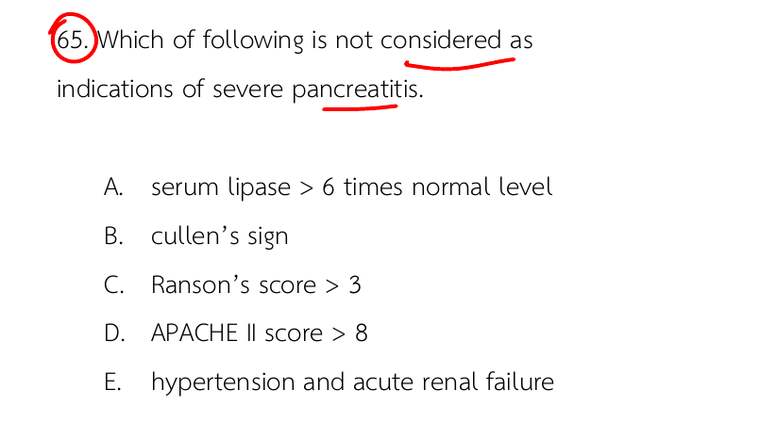 65. Which of following is not considered as
indications of severe pancreatitis.
A. serum lipase > 6 times normal level
B. cullen's sign
C. Ranson's score > 3
D. APACHE II score > 8
E. hypertension and acute renal failure